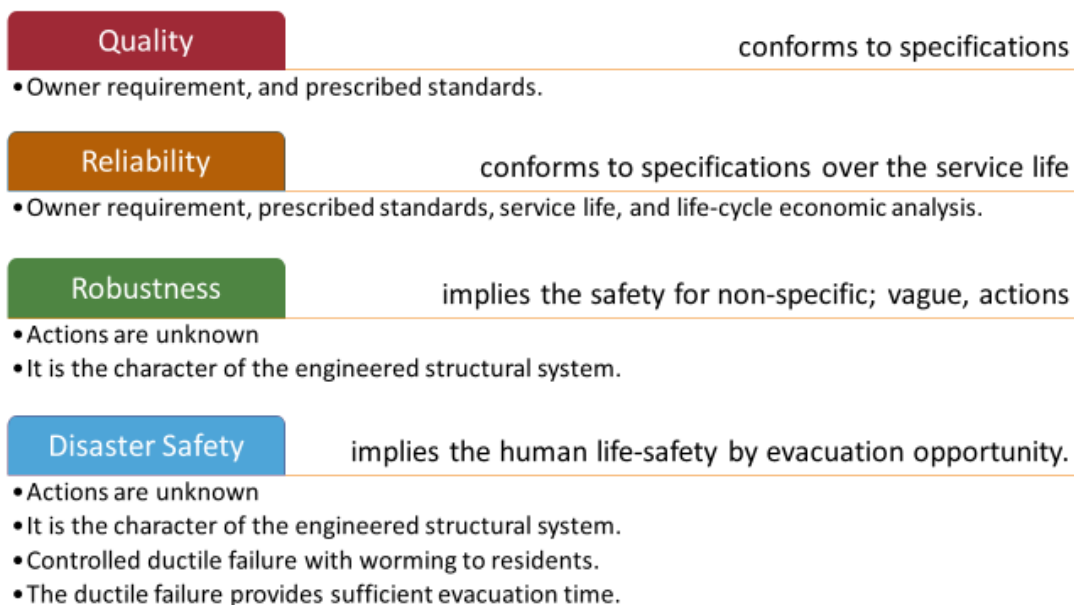 Quality
conforms to specifications
•Owner requirement, and prescribed standards.
Reliability
conforms to specifications over the service life
•Owner requirement, prescribed standards, service life, and life-cycle economic analysis.
Robustness
implies the safety for non-specific; vague, actions
•Actions are unknown
•It is the character of the engineered structural system.
Disaster Safety
implies the human life-safety by evacuation opportunity.
•Actions are unknown
•It is the character of the engineered structural system.
•Controlled ductile failure with worming to residents.
•The ductile failure provides sufficient evacuation time.